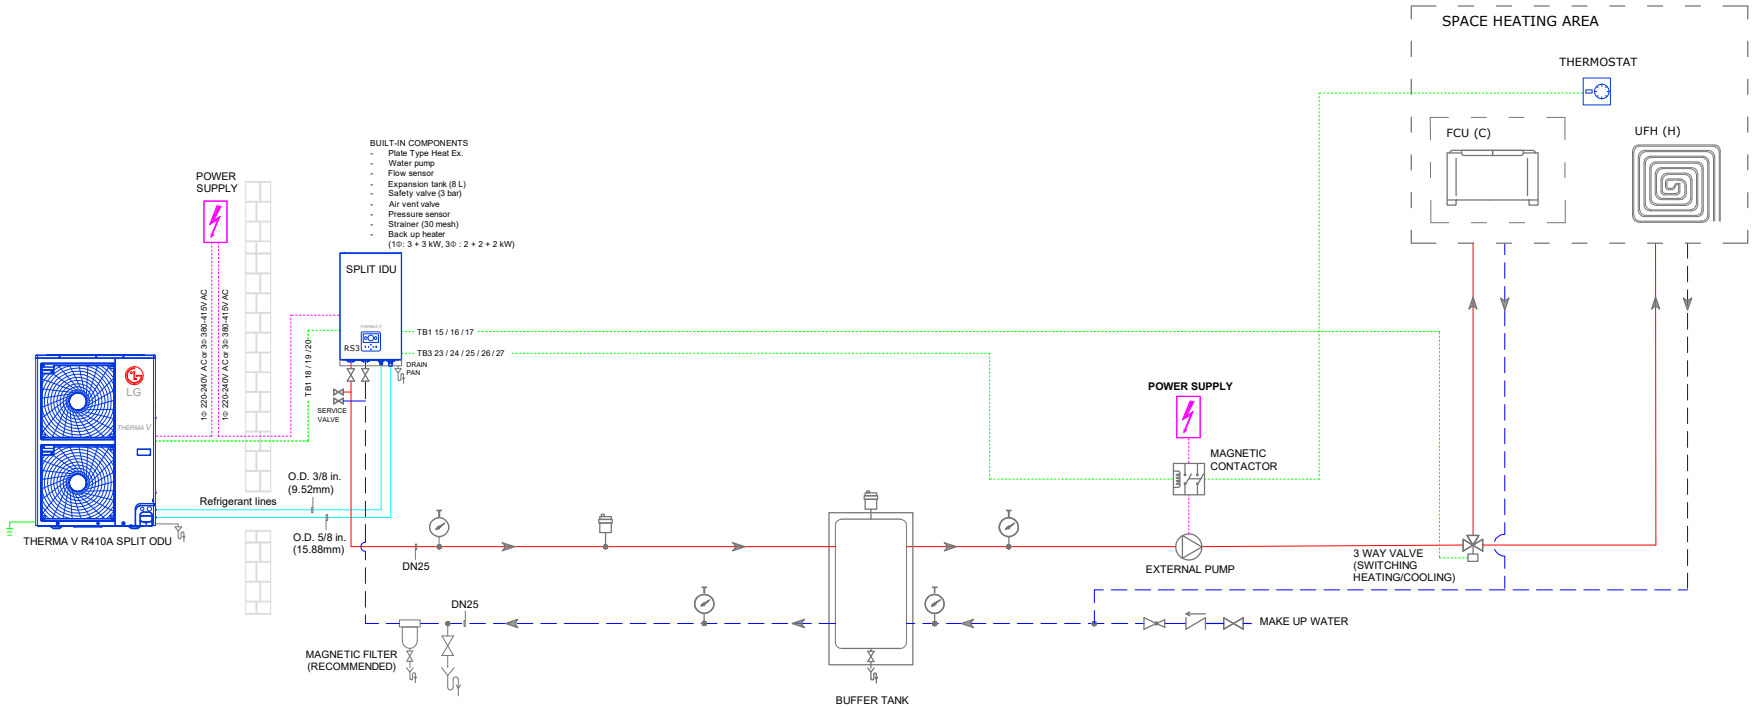 SPACE HEATING AREA
THERMOSTAT
FCU (C)
UFH (H)
BUILT-IN COMPONENTS
- Plate Type Heat Ex.
- Water pump
- Flow sensor
- Expansion tank (8 L)
- Safety valve (3 bar)
- Air vent valve
- Pressure sensor
- Strainer (30 mesh)
- Back up heater
(1Φ: 3 + 3 kW, 3Φ : 2 + 2 + 2 kW)
POWER
SUPPLY
1Φ 220-240V AC or 3Φ 380-415V AC
1Φ 220-240V AC or 3Φ 380-415V AC
SPLIT IDU
THERMA V
RS3
TB1 18 / 19 / 20
TB1 15 / 16 / 17
TB3 23 / 24 / 25 / 26 / 27
DRAIN
PAN
SERVICE
VALVE
LG
THERMA V
POWER SUPPLY
MAGNETIC
CONTACTOR
O.D. 3/8 in.
(9.52mm)
Refrigerant lines
O.D. 5/8 in.
(15.88mm)
THERMA V R410A SPLIT ODU
DN25
EXTERNAL PUMP
3 WAY VALVE
(SWITCHING
HEATING/COOLING)
DN25
MAKE UP WATER
MAGNETIC FILTER
(RECOMMENDED)
BUFFER TANK